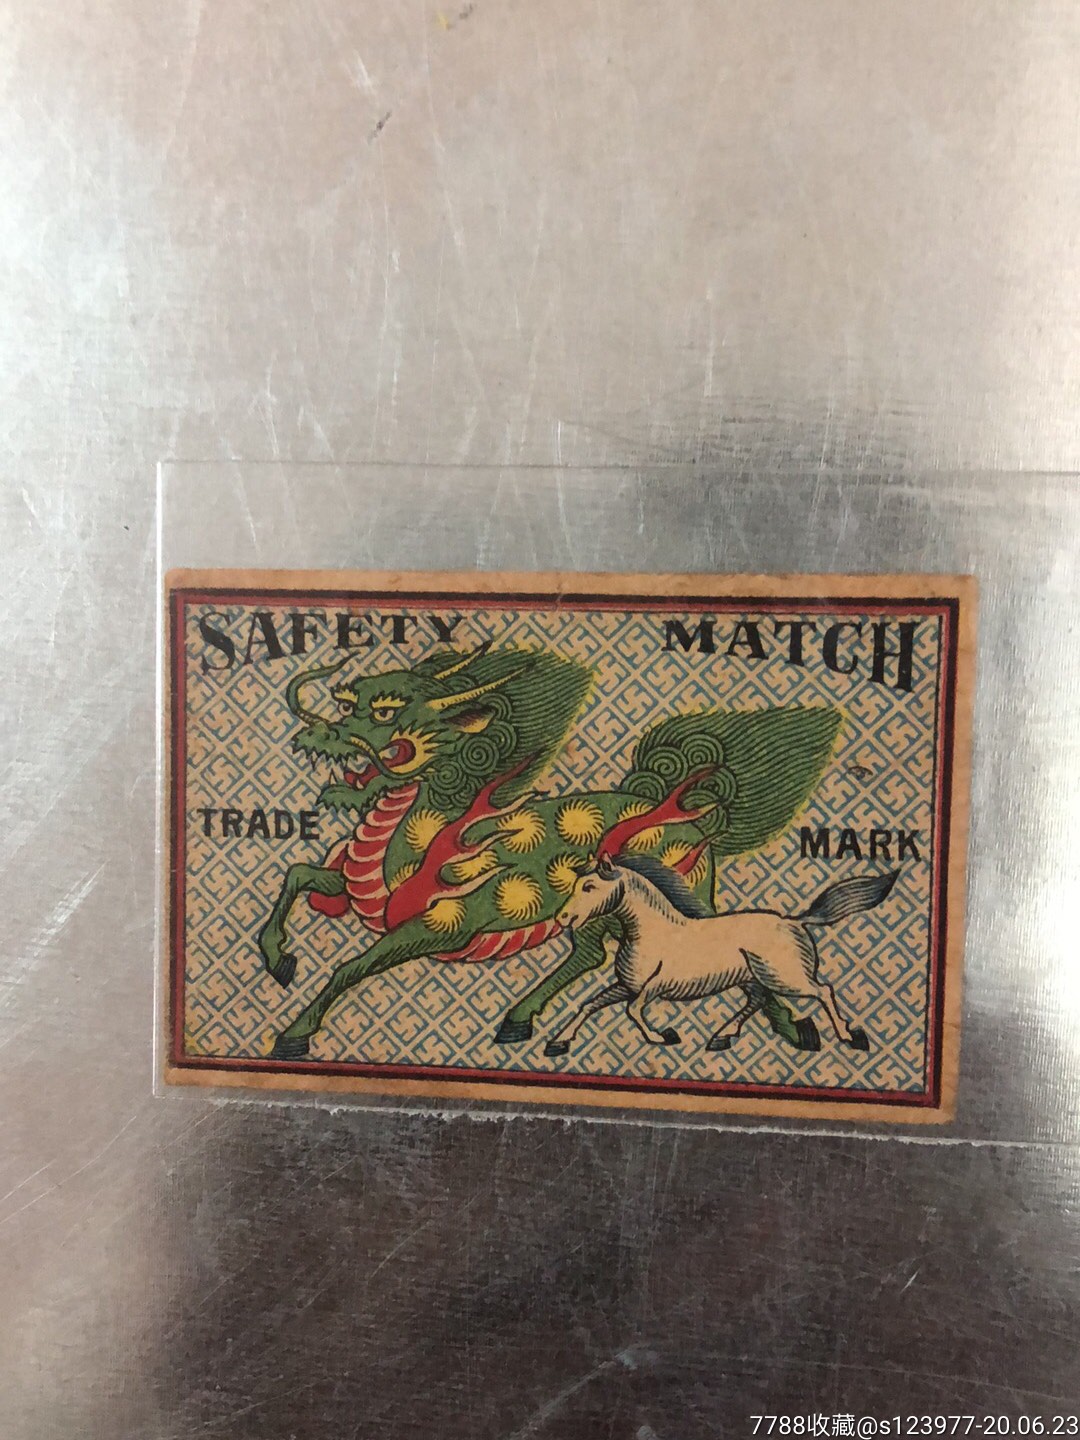 SAFETY MATCH
TRADE MARK
7788收藏@s123977-20.06.23